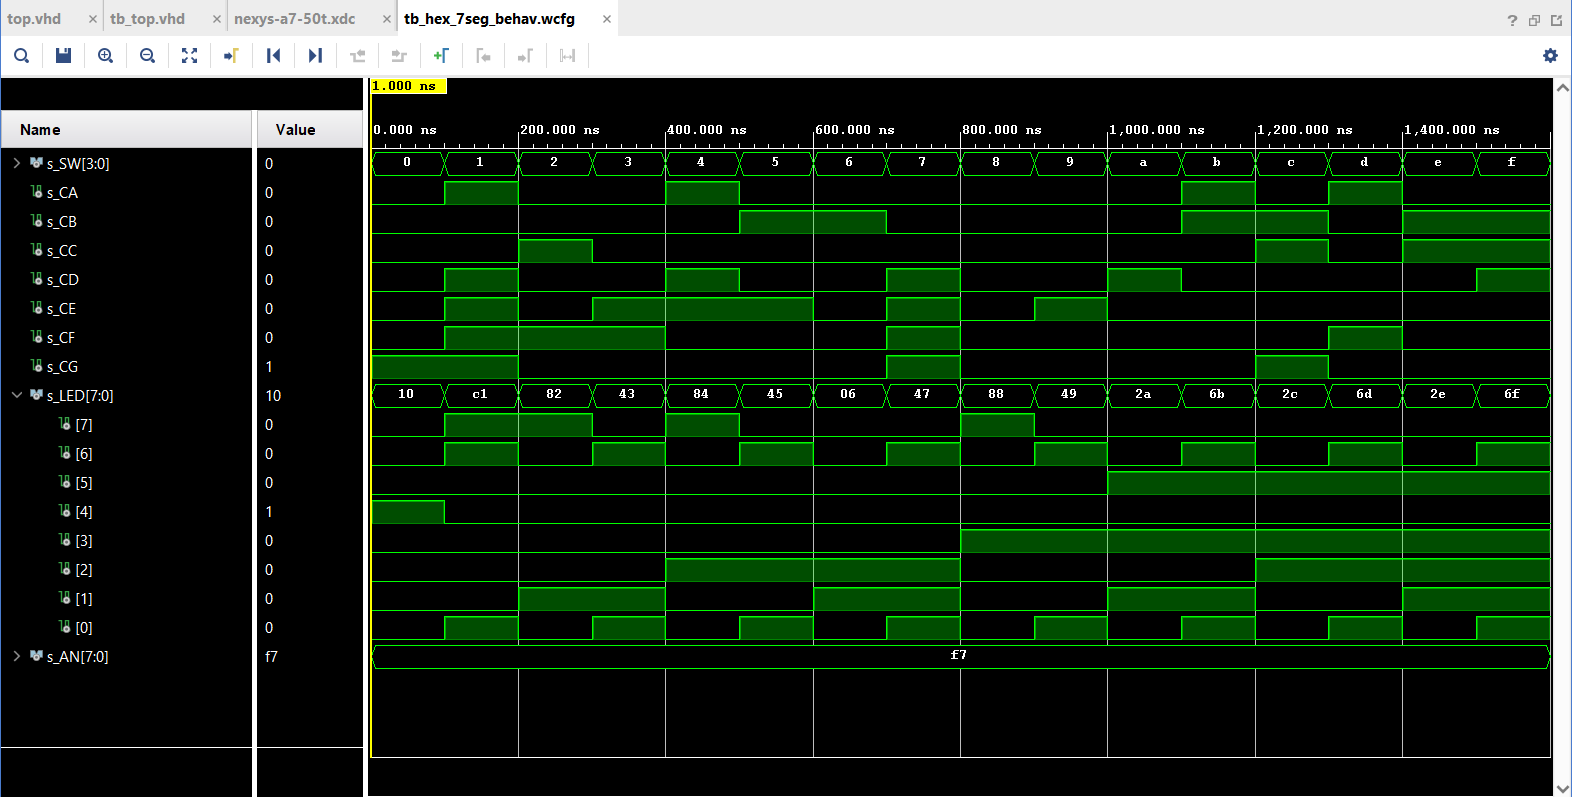 top.vhd × tb_top.vhd × nexys-a7-50t.xdc × tb_hex_7seg_behav.wcfg × ?
1.000 ns
Name Value
0.000 ns 200.000 ns 400.000 ns 600.000 ns 800.000 ns 1,000.000 ns 1,200.000 ns 1,400.000 ns
s_SW[3:0] 0 0 1 2 3 4 5 6 7 8 9 a b c d e f
s_CA 0
s_CB 0
s_CC 0
s_CD 0
s_CE 0
s_CF 0
s_CG 1
s_LED[7:0] 10 10 c1 82 43 84 45 06 47 88 49 2a 6b 2c 6d 2e 6f
[7] 0
[6] 0
[5] 0
[4] 1
[3] 0
[2] 0
[1] 0
[0] 0
s_AN[7:0] f7 f7